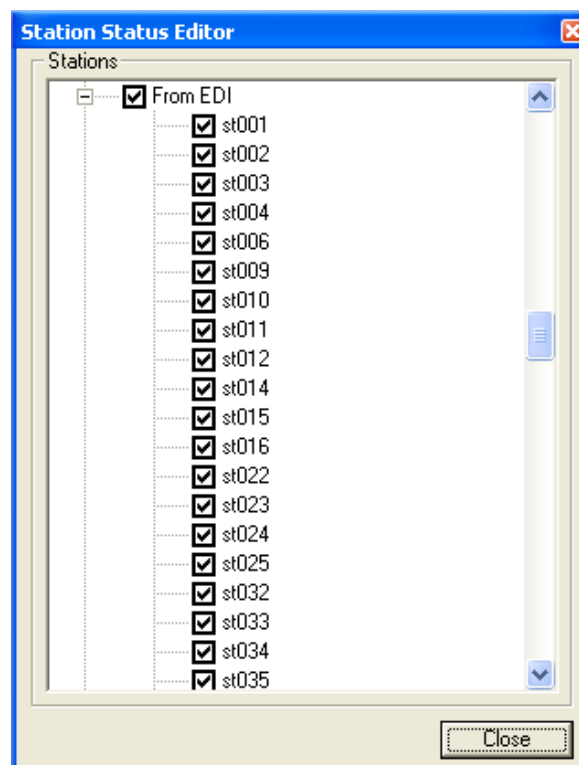 Station Status Editor
Stations
From EDI
st001
st002
st003
st004
st006
st009
st010
st011
st012
st014
st015
st016
st022
st023
st024
st025
st032
st033
st034
st035
Close